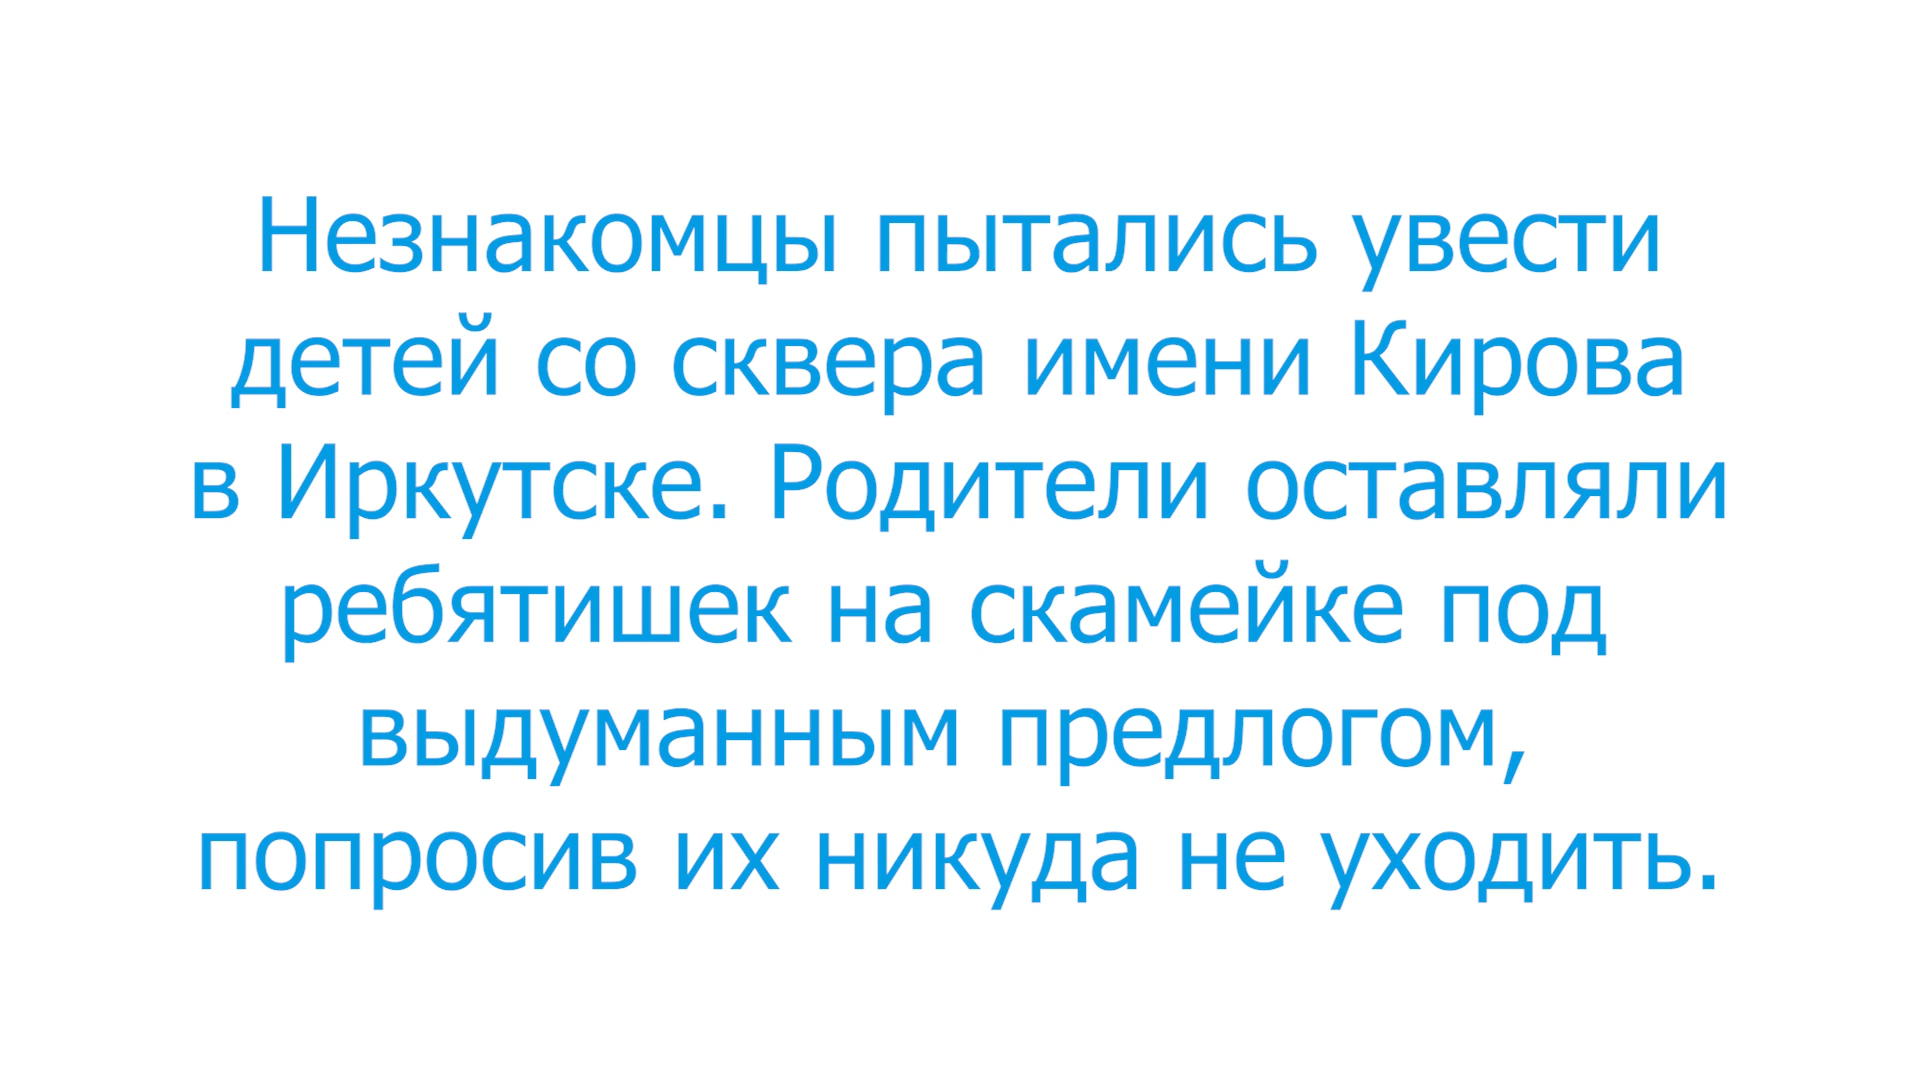 Незнакомцы пытались увести
детей со сквера имени Кирова
в Иркутске. Родители оставляли
ребятишек на скамейке под
выдуманным предлогом,
попросив их никуда не уходить.